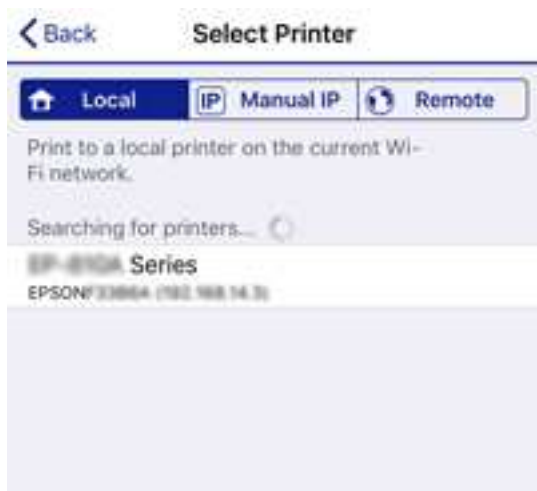 Back
Select Printer
Local
IP Manual IP
Remote
Print to a local printer on the current Wi-
Fi network.
Searching for printers...
Series
EPSON